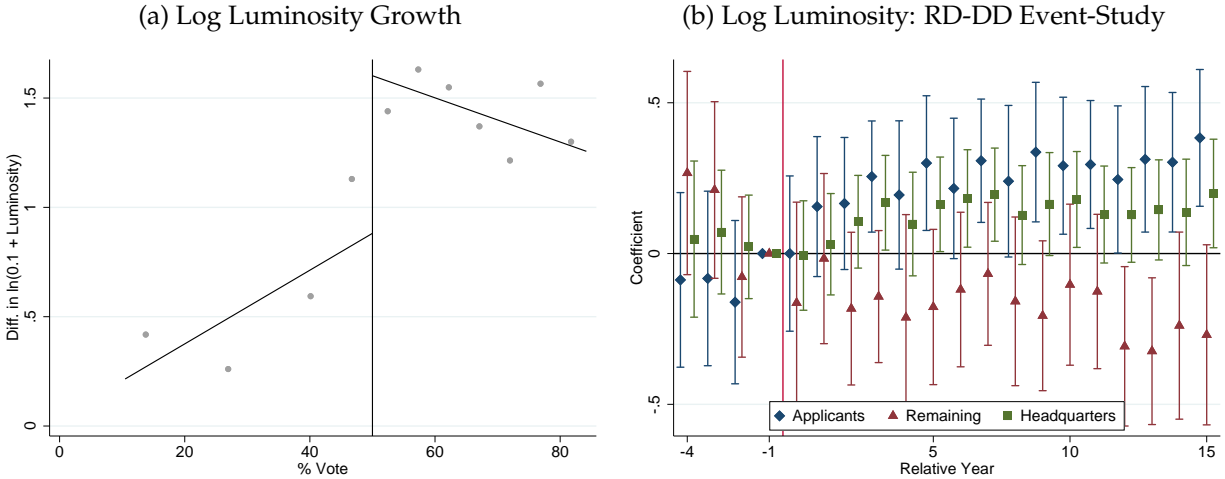 (a) Log Luminosity Growth
Diff. in ln(0.1 + Luminosity)
1.5
1
.5
0
0 20 40 60 80
% Vote
(b) Log Luminosity: RD-DD Event-Study
Coefficient
.5
0
-.5
Applicants Remaining Headquarters
-4 -1 5 10 15
Relative Year